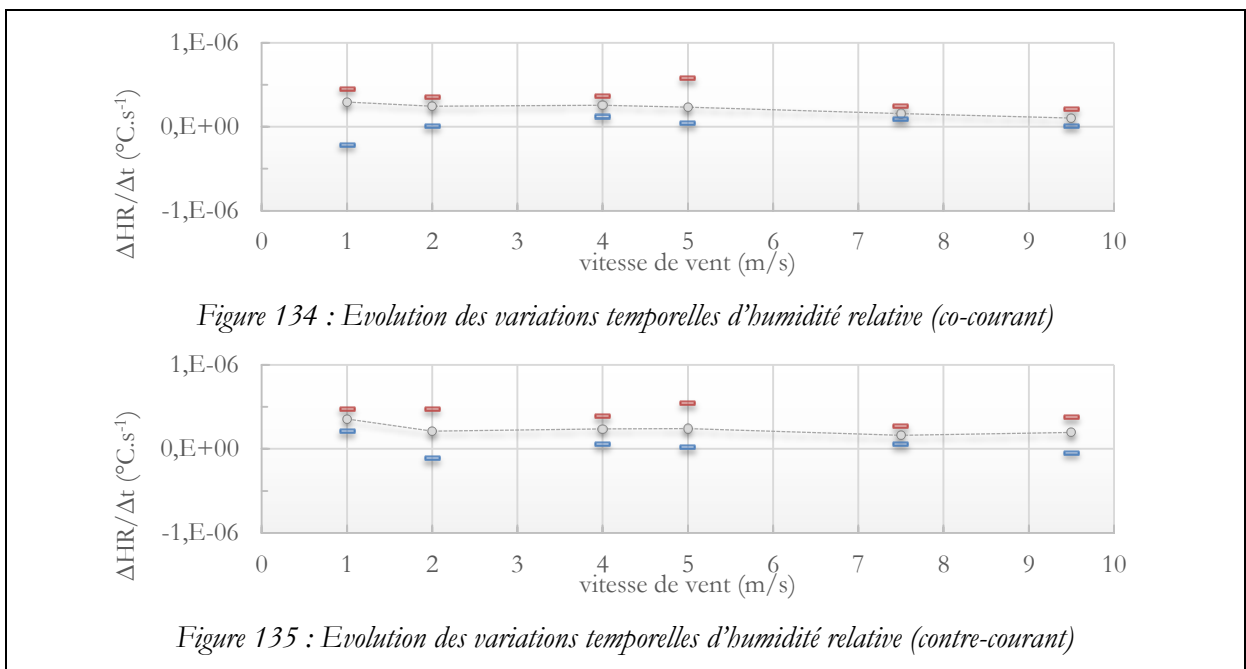 1,E-06
0,E+00
-1,E-06
ΔHR/Δt (°C.s⁻¹)
0 1 2 3 4 5 6 7 8 9 10
vitesse de vent (m/s)
Figure 134 : Evolution des variations temporelles d’humidité relative (co-courant)
1,E-06
0,E+00
-1,E-06
ΔHR/Δt (°C.s⁻¹)
0 1 2 3 4 5 6 7 8 9 10
vitesse de vent (m/s)
Figure 135 : Evolution des variations temporelles d’humidité relative (contre-courant)